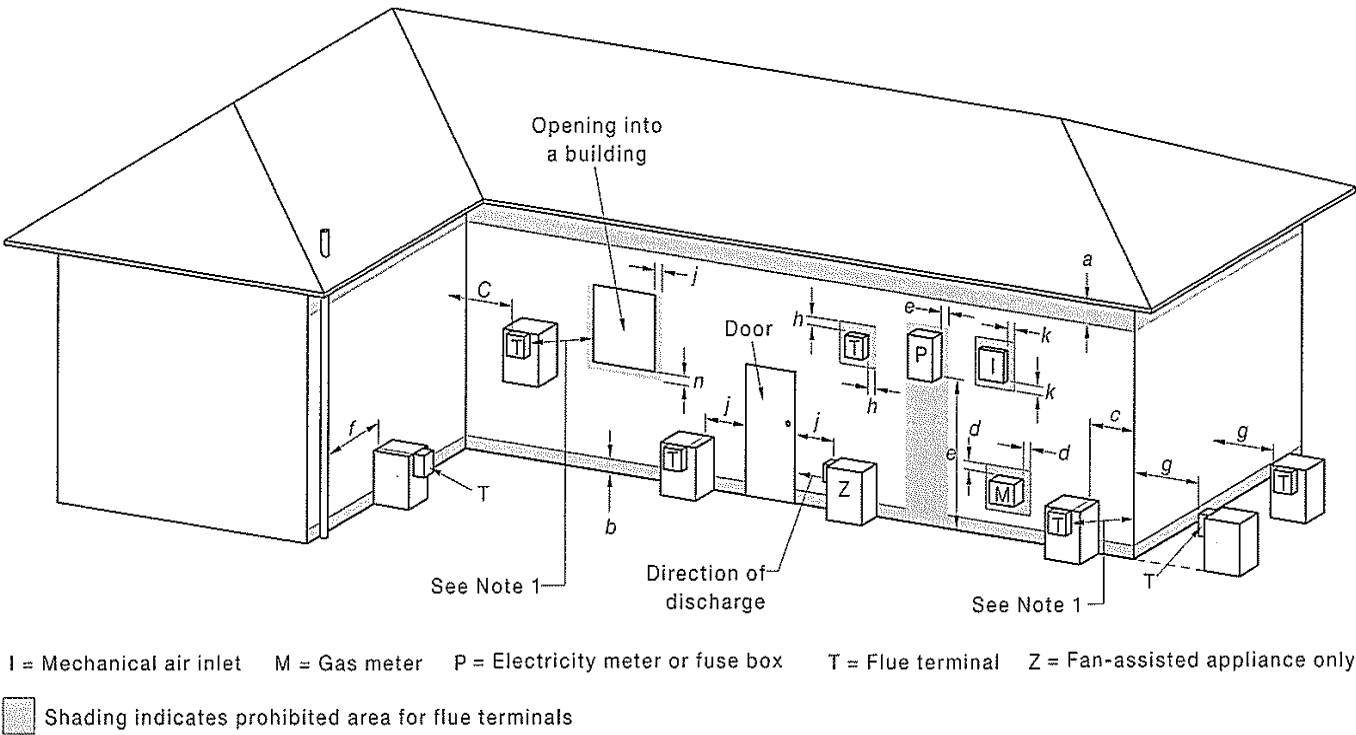 Opening into
a building
a
j
C
h
e
k
T
Door
T
P
I
n
h
k
j
j
c
f
d
d
g
e
g
T
Z
M
T
T
T
b
T
Direction of
discharge
See Note 1
See Note 1
I = Mechanical air inlet M = Gas meter P = Electricity meter or fuse box T = Flue terminal Z = Fan-assisted appliance only
Shading indicates prohibited area for flue terminals